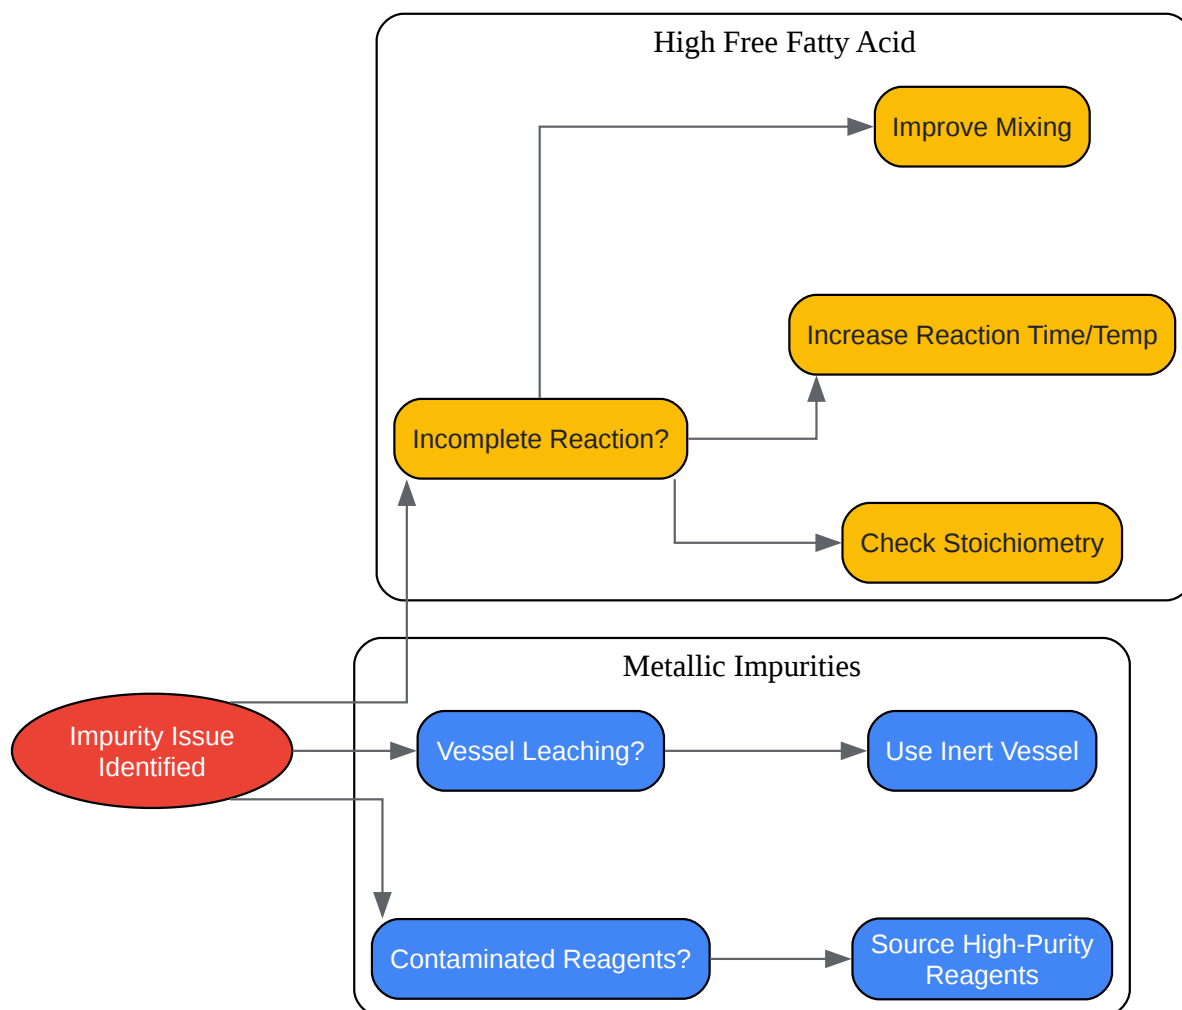 High Free Fatty Acid
Improve Mixing
Increase Reaction Time/Temp
Incomplete Reaction?
Check Stoichiometry
Metallic Impurities
Impurity Issue
Identified
Vessel Leaching?
Use Inert Vessel
Contaminated Reagents?
Source High-Purity
Reagents